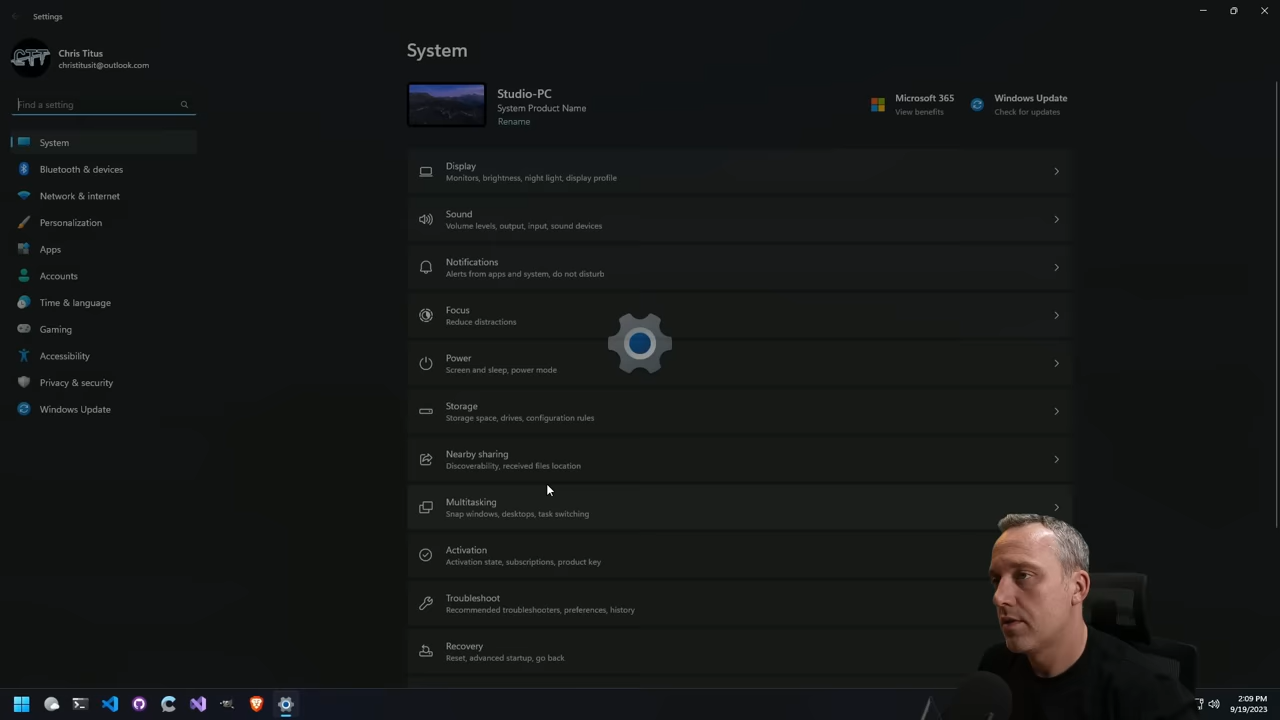 Settings
CTT
Chris Titus
christitusit@outlook.com
Find a setting
System
Bluetooth & devices
Network & internet
Personalization
Apps
Accounts
Time & language
Gaming
Accessibility
Privacy & security
Windows Update
System
Studio-PC
System Product Name
Rename
Microsoft 365
View benefits
Windows Update
Check for updates
Display
Monitors, brightness, night light, display profile
Sound
Volume levels, output, input, sound devices
Notifications
Alerts from apps and system, do not disturb
Focus
Reduce distractions
Power
Screen and sleep, power mode
Storage
Storage space, drives, configuration rules
Nearby sharing
Discoverability, received files location
Multitasking
Snap windows, desktops, task switching
Activation
Activation state, subscriptions, product key
Troubleshoot
Recommended troubleshooters, preferences, history
Recovery
Reset, advanced startup, go back
2:09 PM
9/19/2023